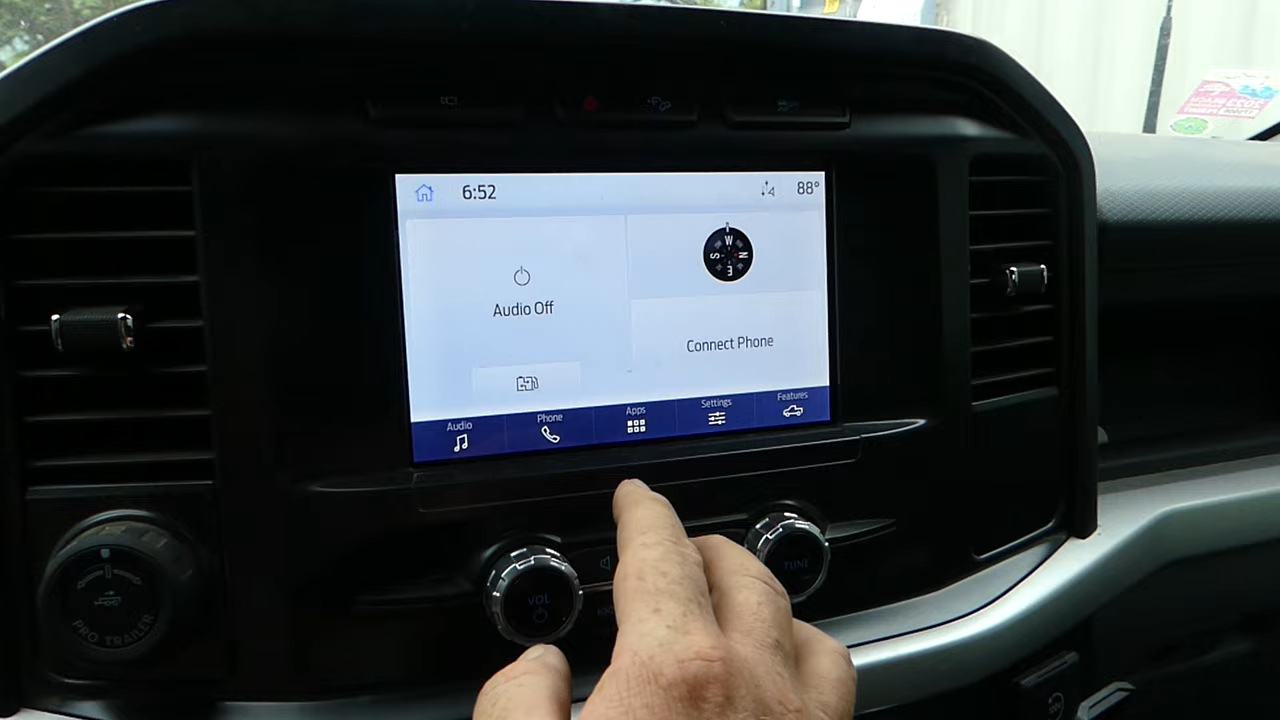 6:52
88°
W
S N
E
Audio Off
Connect Phone
Audio
Phone
Apps
Settings
Features
VOL
TUNE
PRO TRAILER